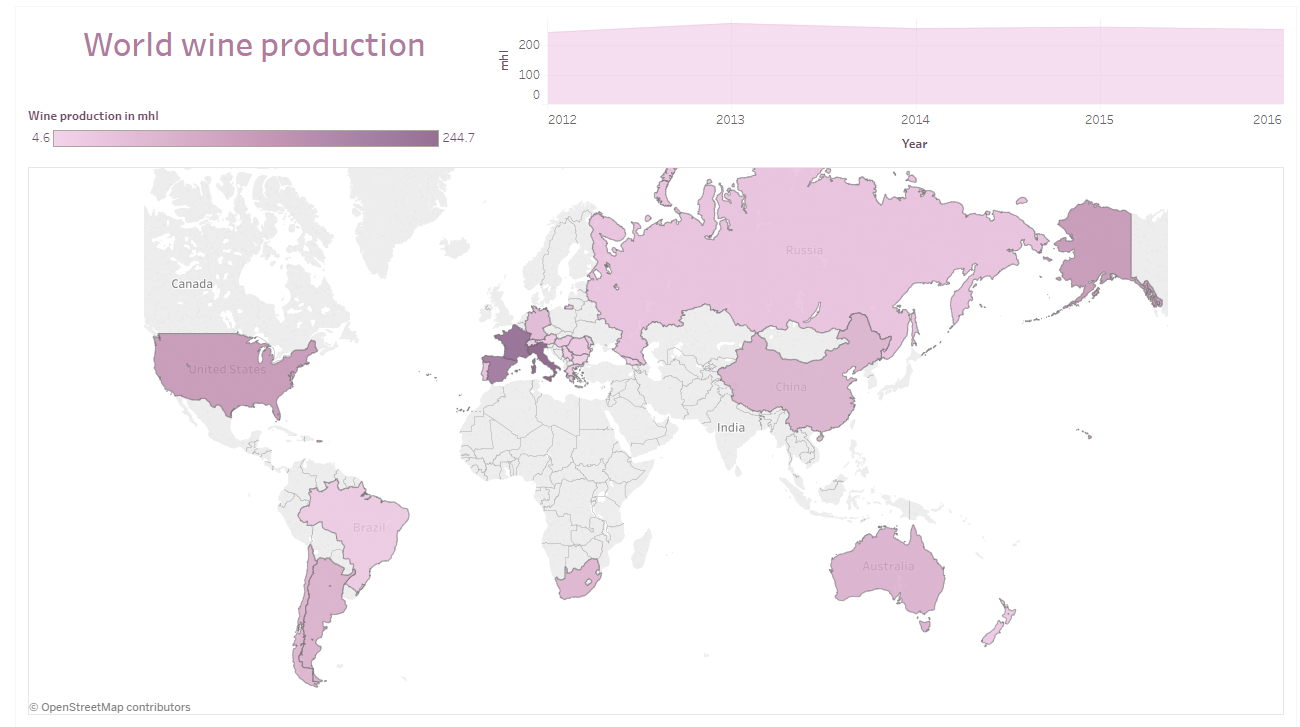 World wine production
200
mhl
100
0
2012 2013 2014 2015 2016
Year
Wine production in mhl
4.6 244.7
Russia
Canada
United States
China
India
Brazil
Australia
© OpenStreetMap contributors